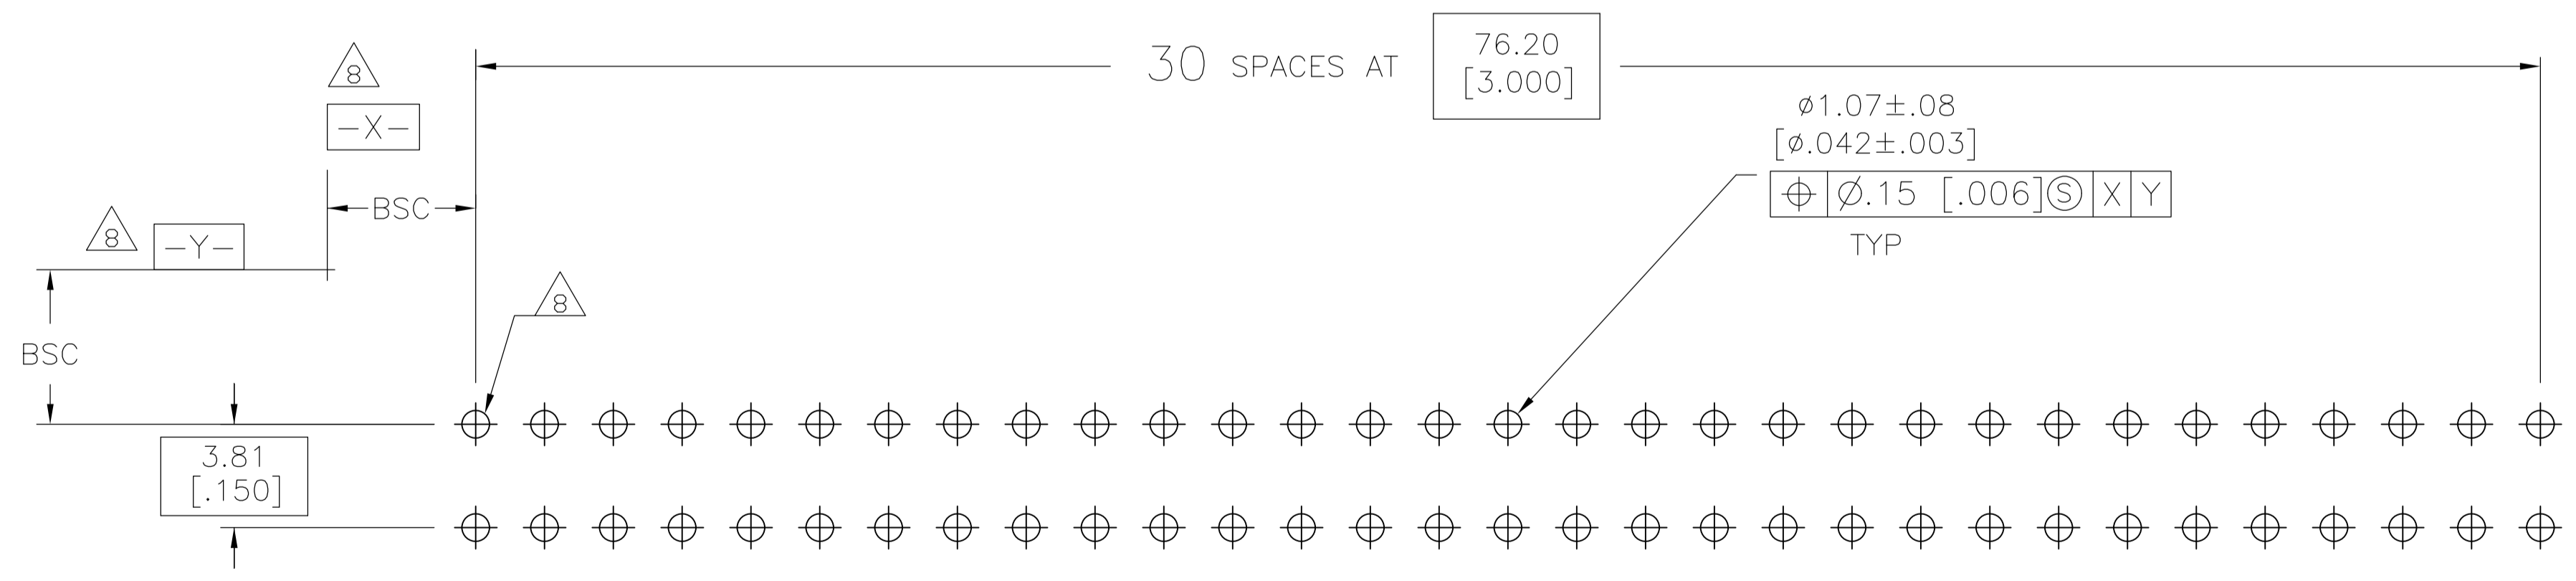 30 SPACES AT
76.20
[3.000]
8
-X-
ø1.07±.08
[ø.042±.003]
⌖ Ø.15 [.006]Ⓢ X Y
TYP
BSC
8
-Y-
8
BSC
3.81
[.150]